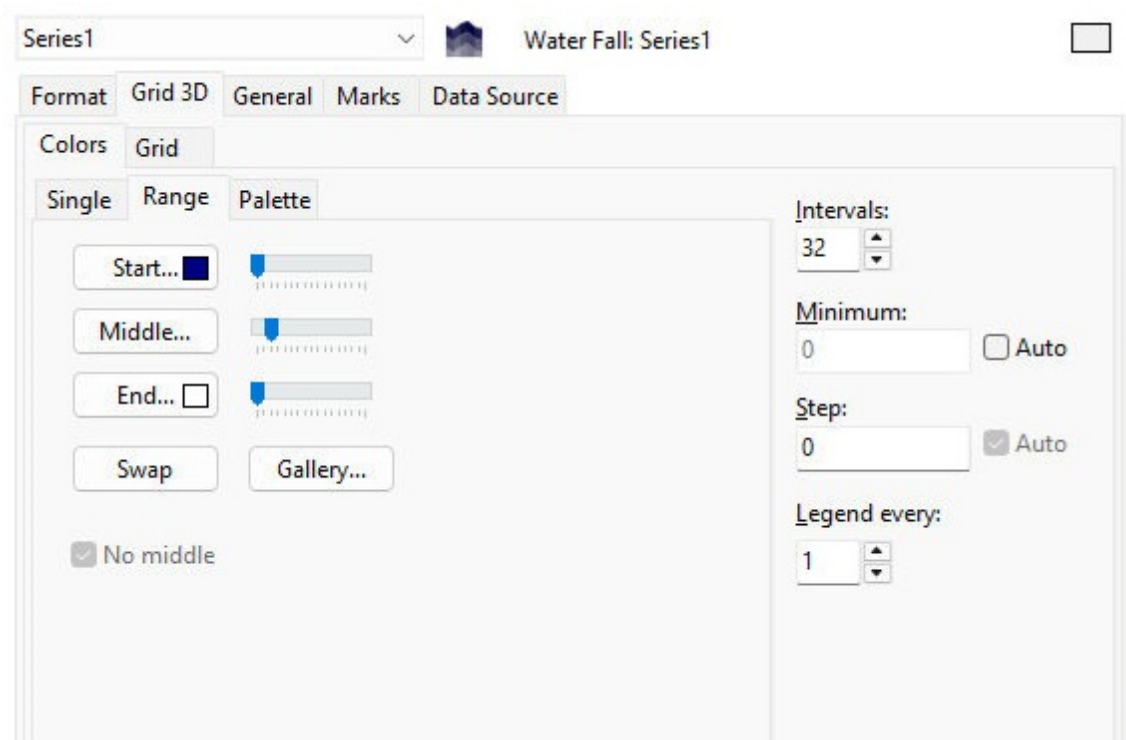 Series1 Water Fall: Series1
Format Grid 3D General Marks Data Source
Colors Grid
Single Range Palette
Start...
Middle...
End...
Swap Gallery...
No middle
Intervals:
32
Minimum:
0 Auto
Step:
0 Auto
Legend every:
1